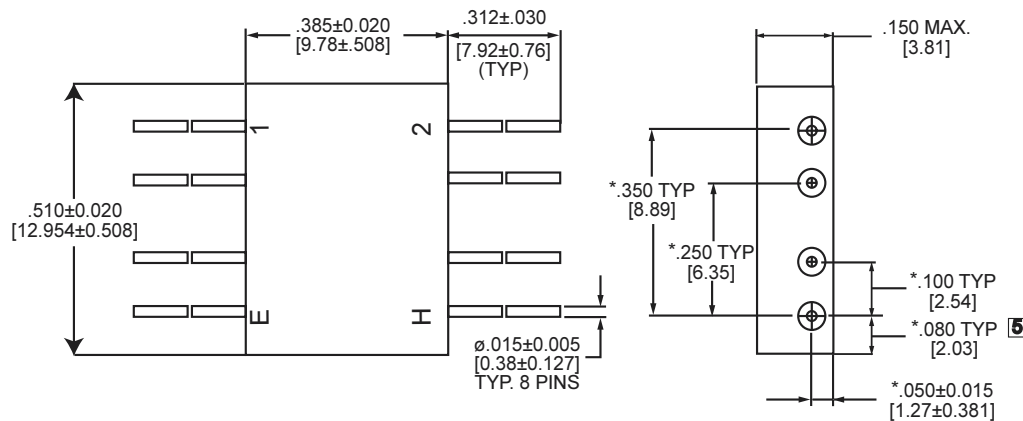 .385±0.020
[9.78±.508]
.312±.030
[7.92±0.76]
(TYP)
.150 MAX.
[3.81]
1
2
.510±0.020
[12.954±0.508]
*.350 TYP
[8.89]
*.250 TYP
[6.35]
*.100 TYP
[2.54]
E
H
*.080 TYP 5
[2.03]
ø.015±0.005
[0.38±0.127]
TYP. 8 PINS
*.050±0.015
[1.27±0.381]